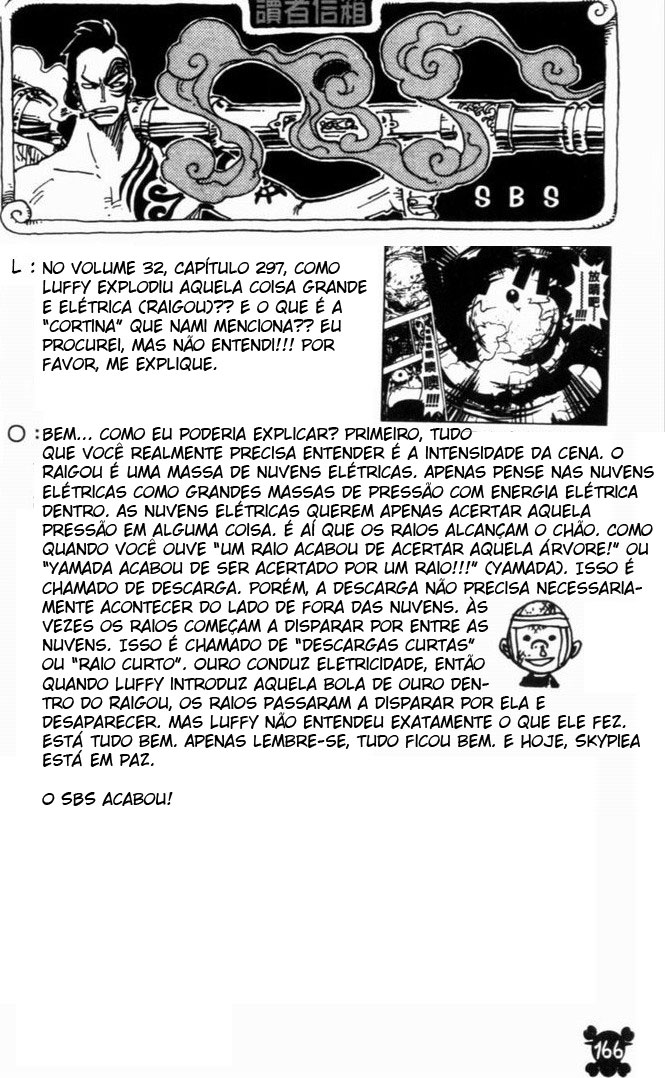 讀者信箱
SBS
S B S
L : NO VOLUME 32, CAPÍTULO 297, COMO
LUFFY EXPLODIU AQUELA COISA GRANDE
E ELÉTRICA (RAIGOU)?? E O QUE É A
"CORTINA" QUE NAMI MENCIONA?? EU
PROCUREI, MAS NÃO ENTENDI!!! POR
FAVOR, ME EXPLIQUE.
放晴吧——
!!!!!
O : BEM... COMO EU PODERIA EXPLICAR? PRIMEIRO, TUDO
QUE VOCÊ REALMENTE PRECISA ENTENDER É A INTENSIDADE DA CENA. O
RAIGOU É UMA MASSA DE NUVENS ELÉTRICAS. APENAS PENSE NAS NUVENS
ELÉTRICAS COMO GRANDES MASSAS DE PRESSÃO COM ENERGIA ELÉTRICA
DENTRO. AS NUVENS ELÉTRICAS QUEREM APENAS ACERTAR AQUELA
PRESSÃO EM ALGUMA COISA. É AÍ QUE OS RAIOS ALCANÇAM O CHÃO. COMO
QUANDO VOCÊ OUVE "UM RAIO ACABOU DE ACERTAR AQUELA ÁRVORE!" OU
"YAMADA ACABOU DE SER ACERTADO POR UM RAIO!!!" (YAMADA). ISSO É
CHAMADO DE DESCARGA. PORÉM, A DESCARGA NÃO PRECISA NECESSARIA-
MENTE ACONTECER DO LADO DE FORA DAS NUVENS. ÀS
VEZES OS RAIOS COMEÇAM A DISPARAR POR ENTRE AS
NUVENS. ISSO É CHAMADO DE "DESCARGAS CURTAS"
OU "RAIO CURTO". OURO CONDUZ ELETRICIDADE, ENTÃO
QUANDO LUFFY INTRODUZ AQUELA BOLA DE OURO DEN-
TRO DO RAIGOU, OS RAIOS PASSARAM A DISPARAR POR ELA E
DESAPARECER. MAS LUFFY NÃO ENTENDEU EXATAMENTE O QUE ELE FEZ.
ESTÁ TUDO BEM. APENAS LEMBRE-SE, TUDO FICOU BEM. E HOJE, SKYPIEA
ESTÁ EM PAZ.
O SBS ACABOU!
166